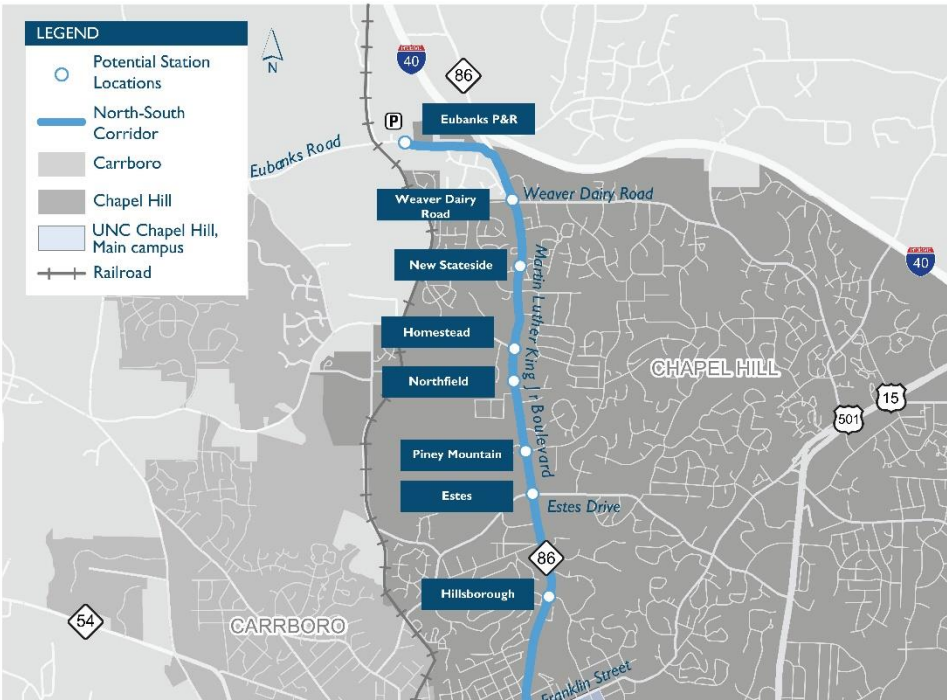 LEGEND
Potential Station
Locations
North-South
Corridor
Carrboro
Chapel Hill
UNC Chapel Hill,
Main campus
Railroad
N
40
86
P
Eubanks P&R
Eubanks Road
Weaver Dairy
Road
Weaver Dairy Road
New Stateside
40
Martin Luther King Jr Boulevard
Homestead
CHAPEL HILL
Northfield
15
501
Piney Mountain
Estes
Estes Drive
86
Hillsborough
54
CARRBORO
Franklin Street